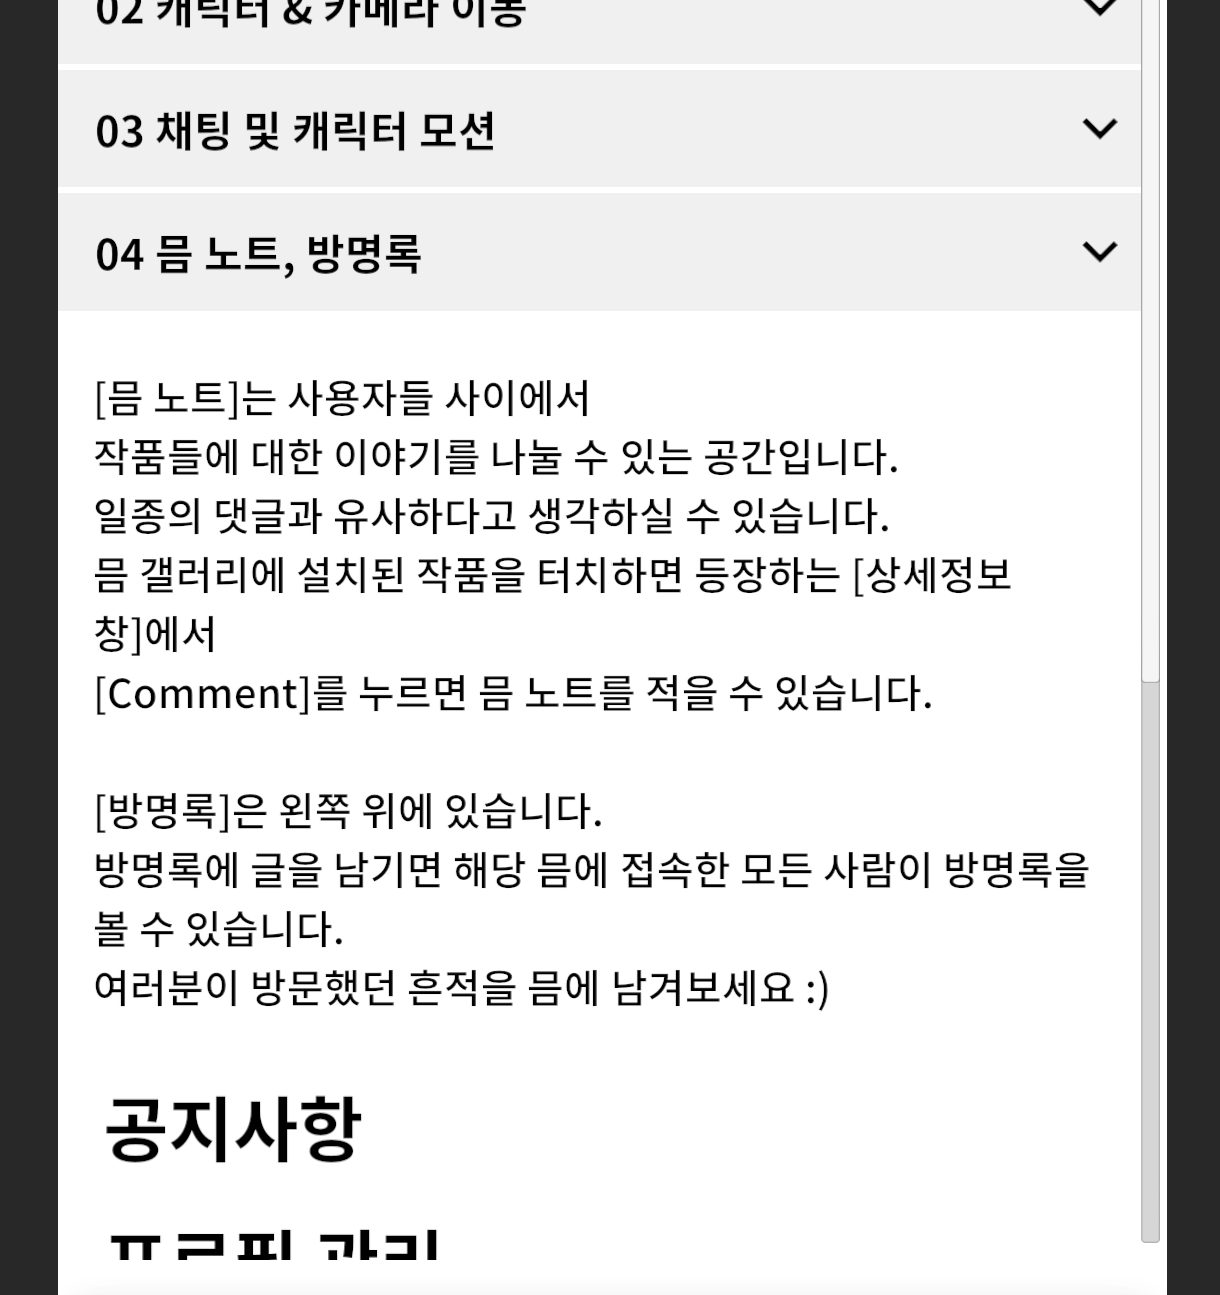 02 캐릭터 & 카메라 이동
03 채팅 및 캐릭터 모션
04 믐 노트, 방명록
[믐 노트]는 사용자들 사이에서
작품들에 대한 이야기를 나눌 수 있는 공간입니다.
일종의 댓글과 유사하다고 생각하실 수 있습니다.
믐 갤러리에 설치된 작품을 터치하면 등장하는 [상세정보
창]에서
[Comment]를 누르면 믐 노트를 적을 수 있습니다.
[방명록]은 왼쪽 위에 있습니다.
방명록에 글을 남기면 해당 믐에 접속한 모든 사람이 방명록을
볼 수 있습니다.
여러분이 방문했던 흔적을 믐에 남겨보세요 :)
공지사항
프로필 관리